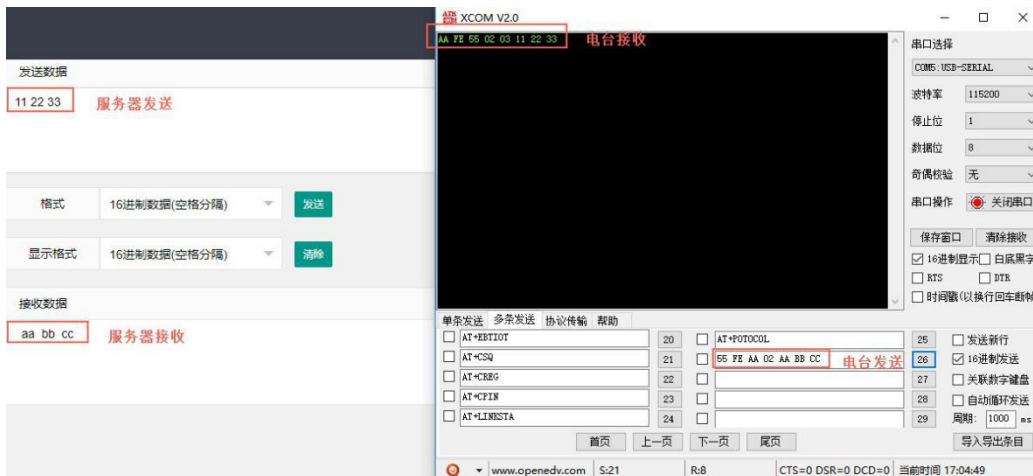 发送数据
11 22 33
服务器发送
格式
16进制数据(空格分隔)
发送
显示格式
16进制数据(空格分隔)
清除
接收数据
aa bb cc
服务器接收
XCOM V2.0
AA FE 55 02 03 11 22 33
电台接收
串口选择
COM5:USB-SERIAL
波特率
115200
停止位
1
数据位
8
奇偶校验
无
串口操作
关闭串口
保存窗口
清除接收
16进制显示
白底黑字
RTS
DTR
时间戳(以换行回车断帧
单条发送
多条发送
协议传输
帮助
AT+EBTIOT
20
AT+POTOCOL
25
发送新行
AT+CSQ
21
55 FE AA 02 AA BB CC
电台发送
26
16进制发送
AT+CREG
22
27
关联数字键盘
AT+CPIN
23
28
自动循环发送
AT+LINKSTA
24
29
周期:
1000
ms
首页
上一页
下一页
尾页
导入导出条目
www.openedv.com
S:21
R:8
CTS=0 DSR=0 DCD=0
当前时间 17:04:49